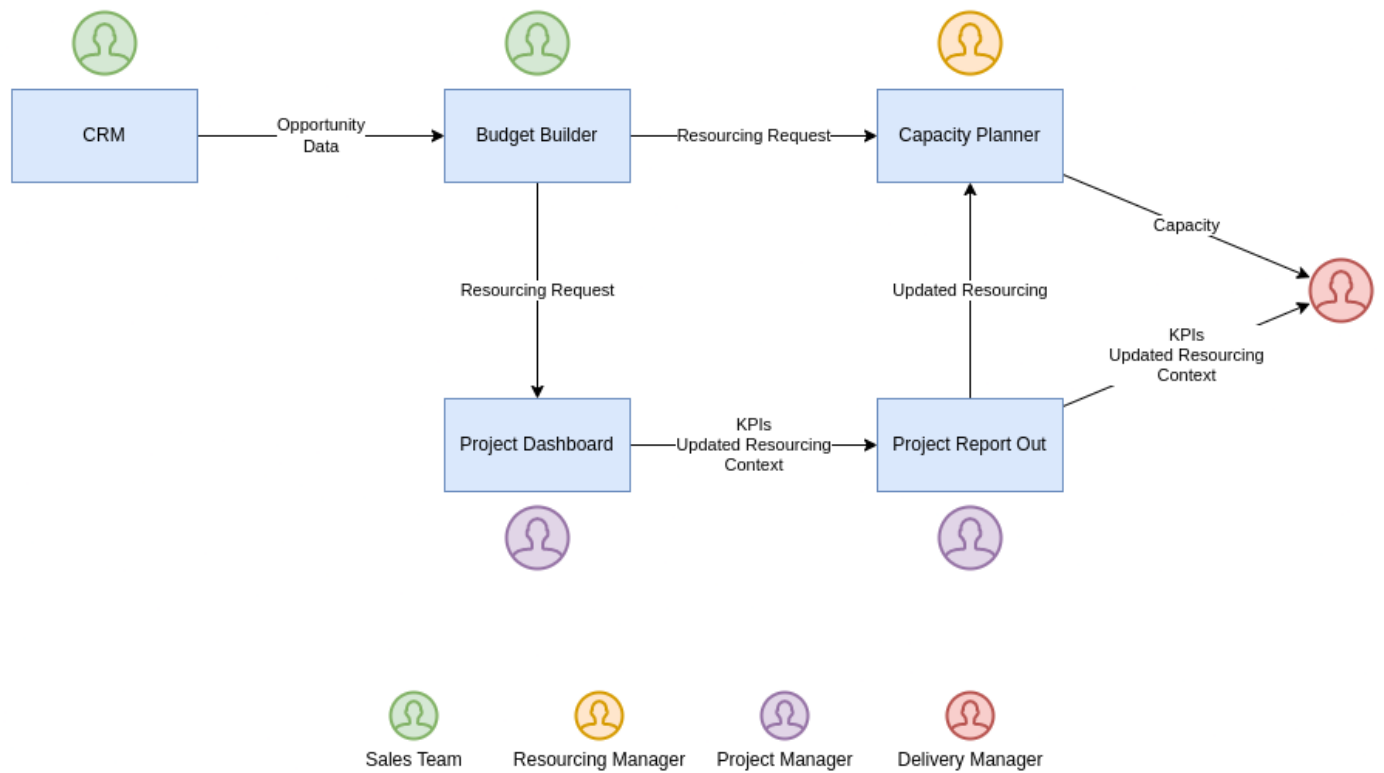 CRM
Opportunity
Data
Budget Builder
Resourcing Request
Capacity Planner
Capacity
Resourcing Request
Updated Resourcing
KPIs
Updated Resourcing
Context
Project Dashboard
KPIs
Updated Resourcing
Context
Project Report Out
Sales Team
Resourcing Manager
Project Manager
Delivery Manager